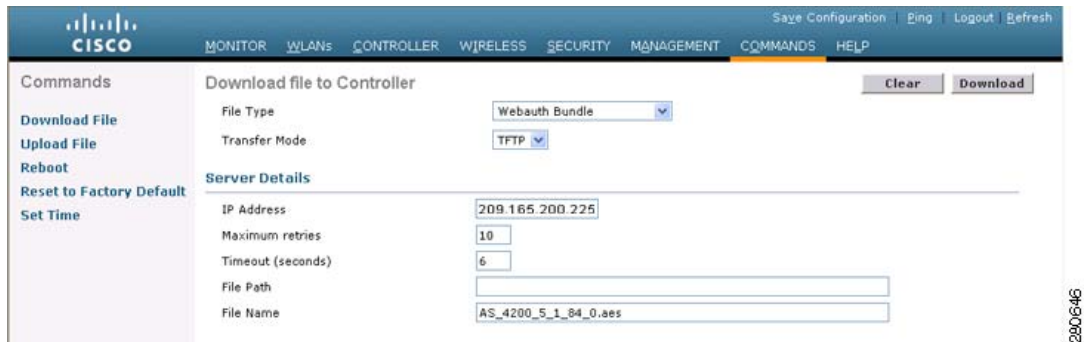 Save Configuration Ping Logout Refresh
CISCO
MONITOR WLANs CONTROLLER WIRELESS SECURITY MANAGEMENT COMMANDS HELP
Commands
Download File
Upload File
Reboot
Reset to Factory Default
Set Time
Download file to Controller
Clear Download
File Type Webauth Bundle
Transfer Mode TFTP
Server Details
IP Address 209.165.200.225
Maximum retries 10
Timeout (seconds) 6
File Path
File Name AS_4200_5_1_84_0.aes
280646